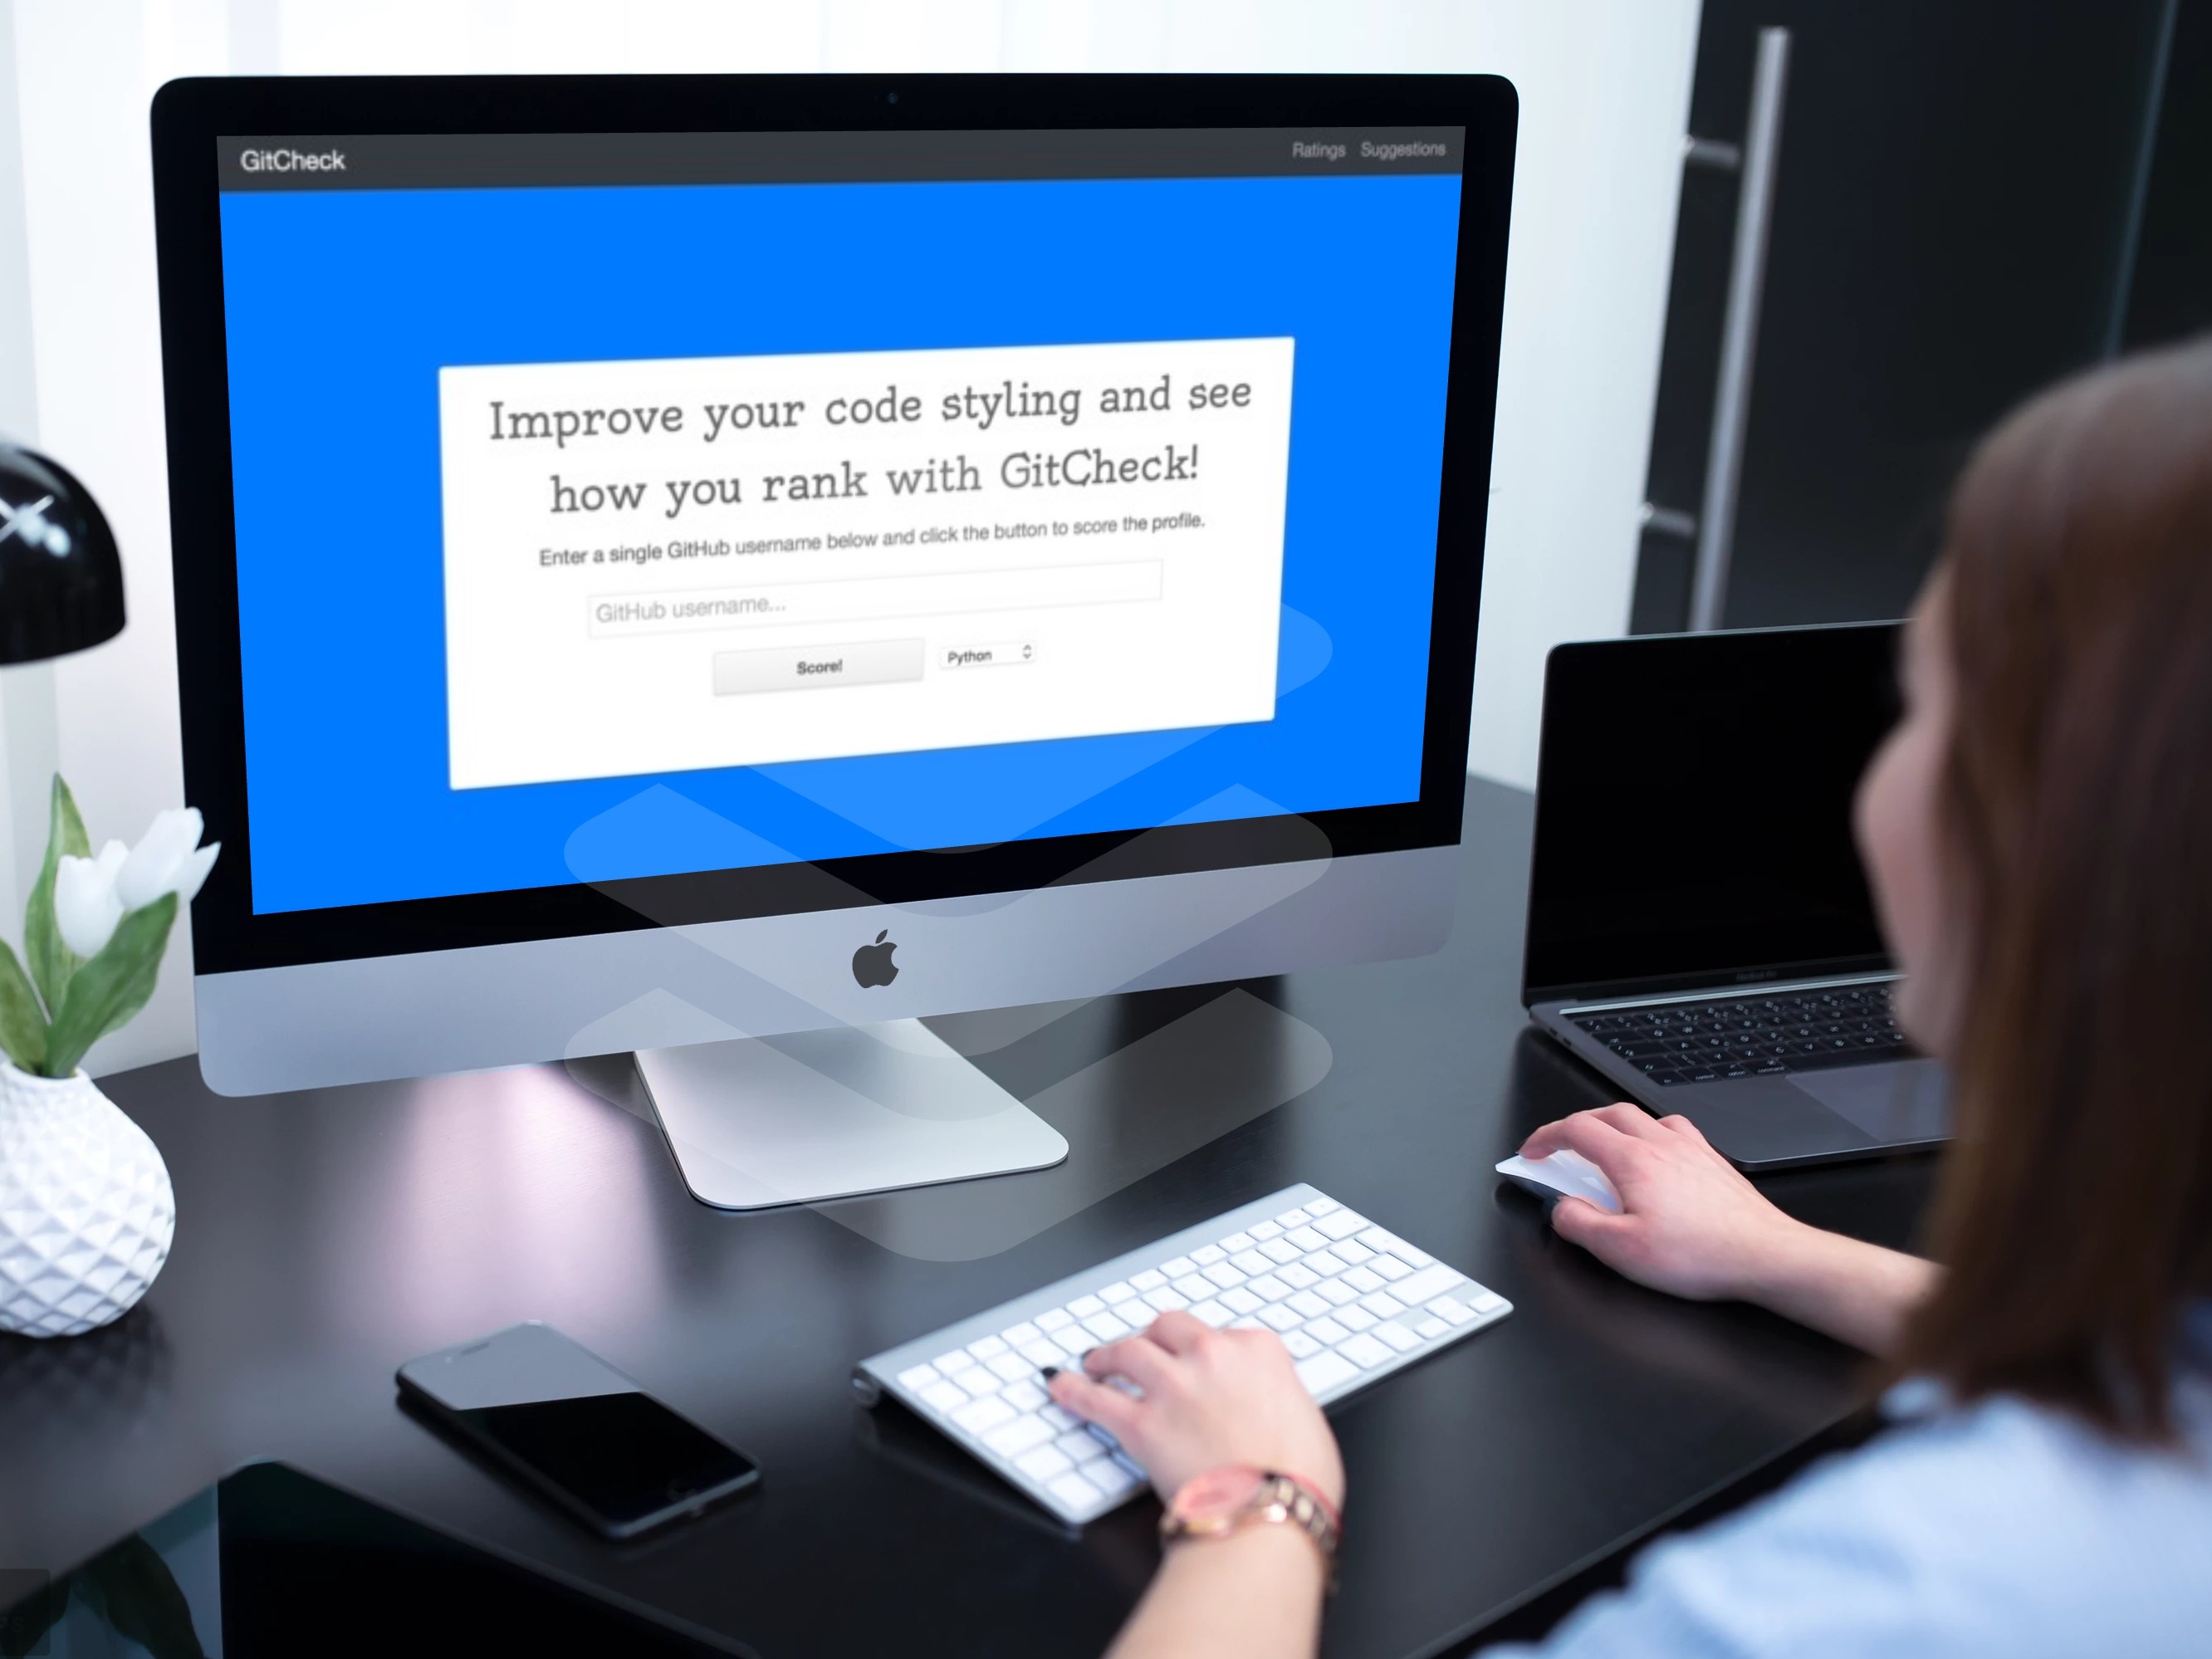 GitCheck
Ratings Suggestions
Improve your code styling and see
how you rank with GitCheck!
Enter a single GitHub username below and click the button to score the profile.
GitHub username...
Score!
Python